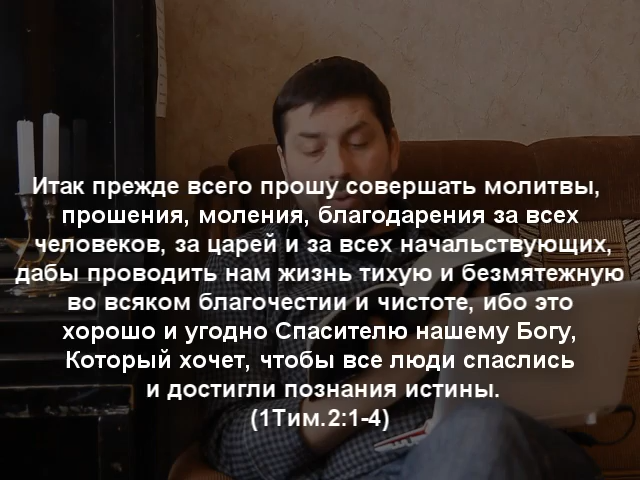 Итак прежде всего прошу совершать молитвы,
прошения, моления, благодарения за всех
человеков, за царей и за всех начальствующих,
дабы проводить нам жизнь тихую и безмятежную
во всяком благочестии и чистоте, ибо это
хорошо и угодно Спасителю нашему Богу,
Который хочет, чтобы все люди спаслись
и достигли познания истины.
(1Тим.2:1-4)